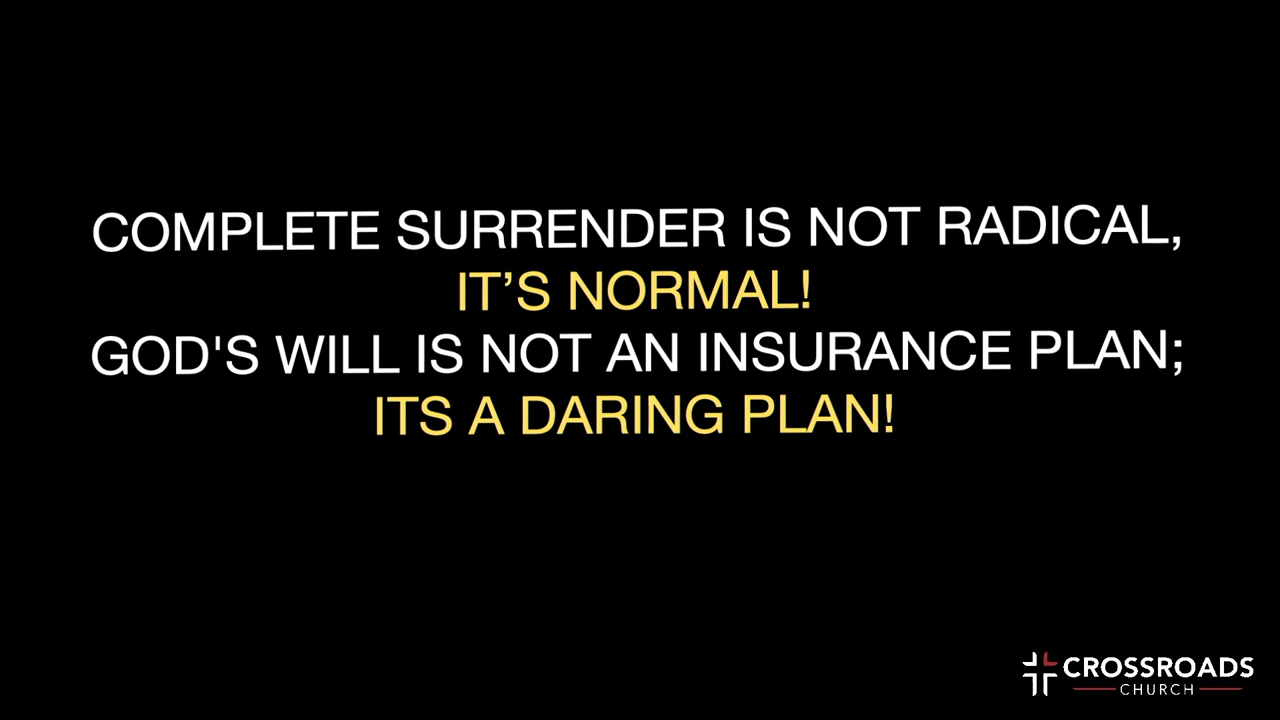 COMPLETE SURRENDER IS NOT RADICAL,
IT’S NORMAL!
GOD'S WILL IS NOT AN INSURANCE PLAN;
ITS A DARING PLAN!
CROSSROADS
CHURCH